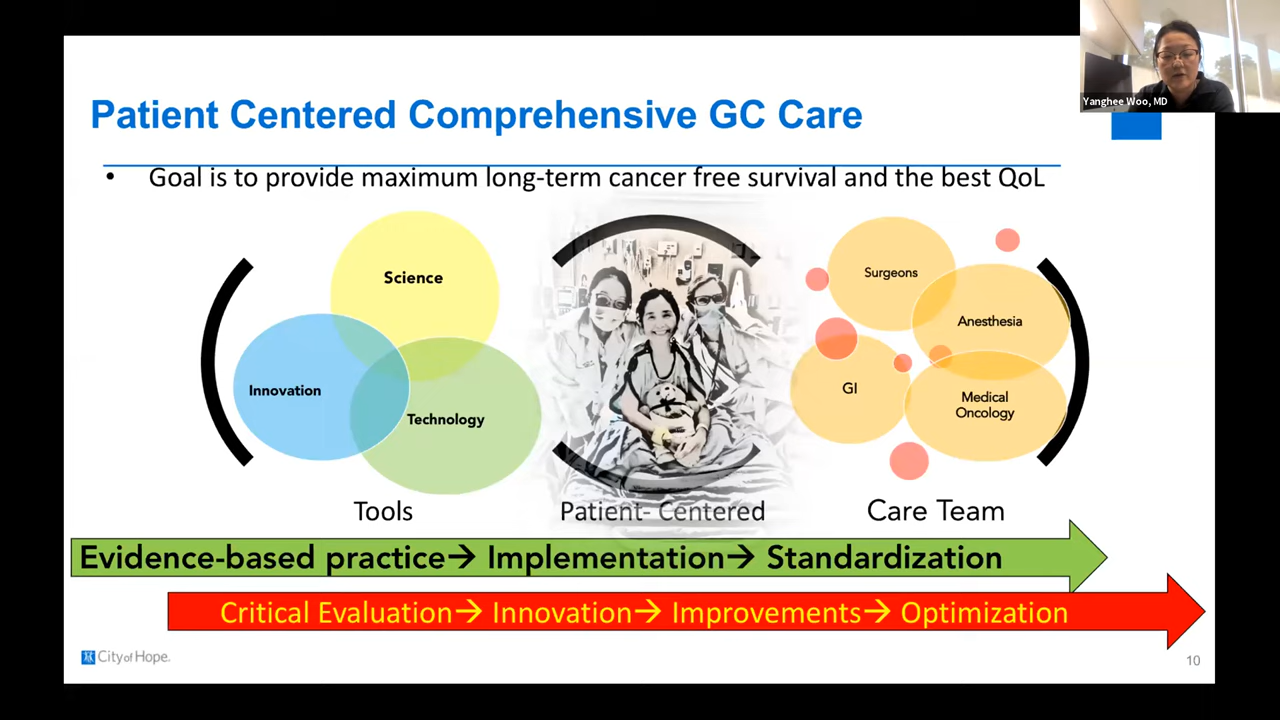 Yanghee Woo, MD
Patient Centered Comprehensive GC Care
• Goal is to provide maximum long-term cancer free survival and the best QoL
Science
Innovation
Technology
Surgeons
Anesthesia
GI
Medical
Oncology
Tools
Patient- Centered
Care Team
Evidence-based practice→ Implementation→ Standardization
Critical Evaluation→ Innovation→ Improvements→ Optimization
City of Hope.
10